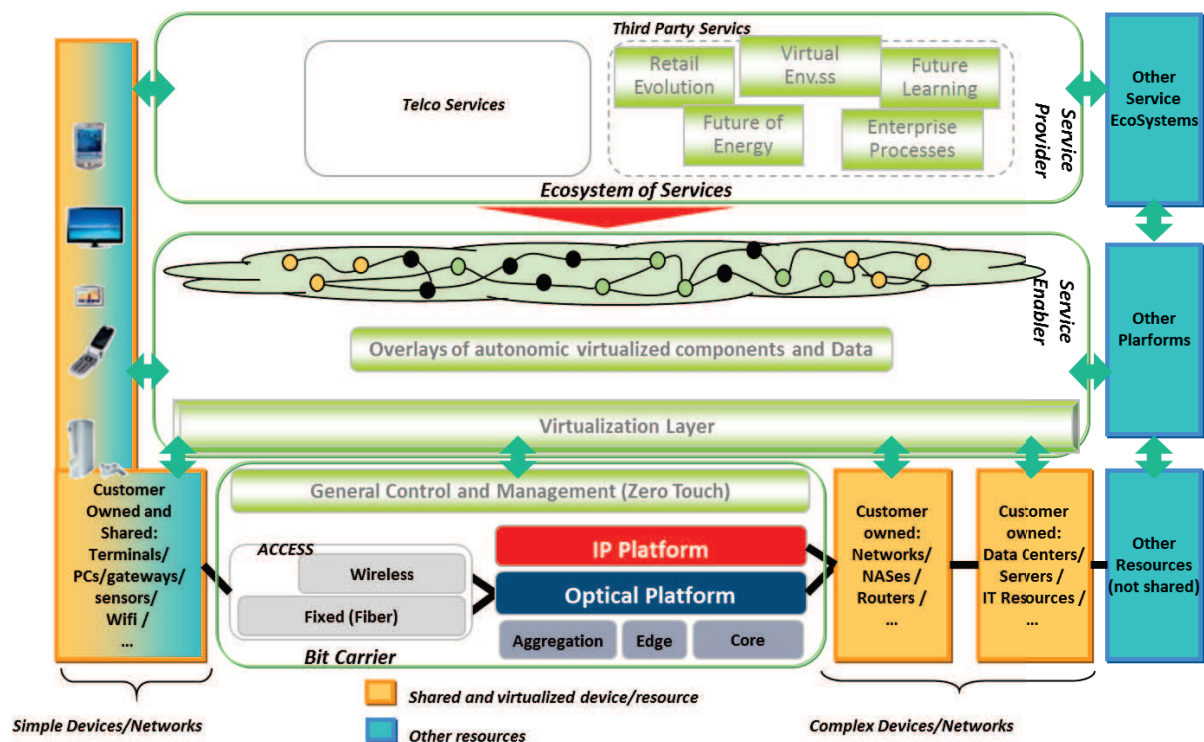 Third Party Servics
Retail
Evolution
Virtual
Env.ss
Future
Learning
Telco Services
Future of
Energy
Enterprise
Processes
Service
Provider
Ecosystem of Services
Other
Service
EcoSystems
Service
Enabler
Overlays of autonomic virtualized components and Data
Virtualization Layer
Other
Plarforms
Customer
Owned and
Shared:
Terminals/
PCs/gateways/
sensors/
Wifi /
...
General Control and Management (Zero Touch)
ACCESS
Wireless
Fixed (Fiber)
IP Platform
Optical Platform
Aggregation
Edge
Core
Bit Carrier
Customer
owned:
Networks/
NASes /
Routers /
...
Customer
owned:
Data Centers/
Servers /
IT Resources /
...
Other
Resources
(not shared)
Simple Devices/Networks
Shared and virtualized device/resource
Other resources
Complex Devices/Networks